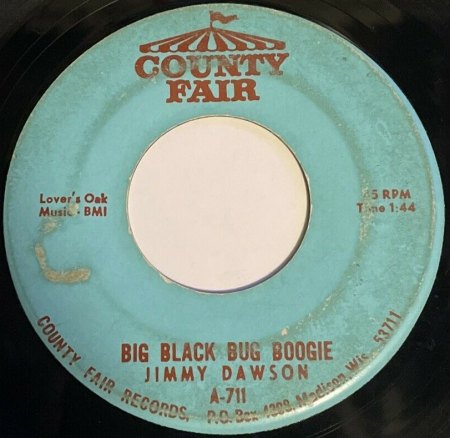 COUNTY
FAIR
Lover's Oak
Music - BMI
45 RPM
Time 1:44
BIG BLACK BUG BOOGIE
JIMMY DAWSON
A-711
COUNTY FAIR RECORDS, P.O. Box 4308, Madison Wis. 53711